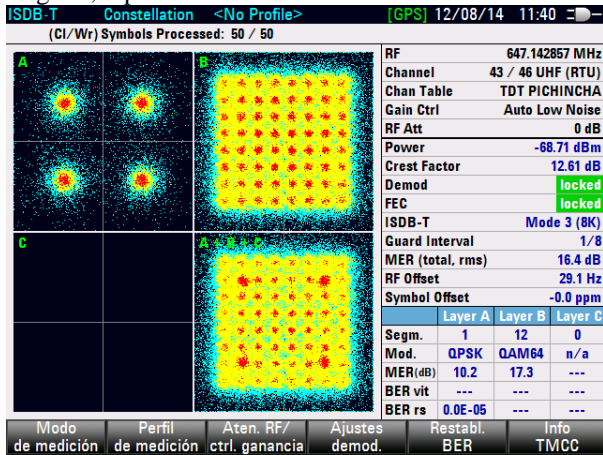 ISDB-T Constellation <No Profile> [GPS] 12/08/14 11:40
(Cl/Wr) Symbols Processed: 50 / 50
A
B
C
A + B + C
RF 647.142857 MHz
Channel 43 / 46 UHF (RTU)
Chan Table TDT PICHINCHA
Gain Ctrl Auto Low Noise
RF Att 0 dB
Power -68.71 dBm
Crest Factor 12.61 dB
Demod locked
FEC locked
ISDB-T Mode 3 (8K)
Guard Interval 1/8
MER (total, rms) 16.4 dB
RF Offset 29.1 Hz
Symbol Offset -0.0 ppm
Layer A Layer B Layer C
Segm. 1 12 0
Mod. QPSK QAM64 n/a
MER(dB) 10.2 17.3 ---
BER vit --- --- ---
BER rs 0.0E-05 --- ---
Modo de medición
Perfil de medición
Aten. RF/ ctrl. ganancia
Ajustes demod.
Restabl. BER
Info TMCC